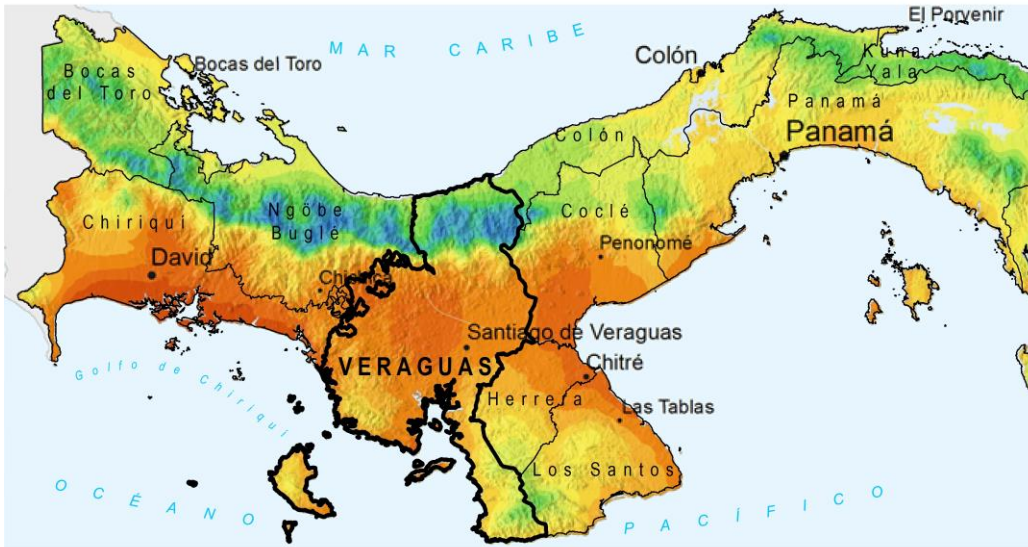 El Porvenir
MAR CARIBE
Colón
Kuna
Yala
Bocas
del Toro
Bocas del Toro
Panamá
Colón
Panamá
Ngöbe
Buglé
Coclé
Chiriquí
Penonomé
David
Santiago de Veraguas
VERAGUAS
Chitré
Golfo de Chiriquí
Herrera
Las Tablas
Los Santos
OCÉANO
PACÍFICO